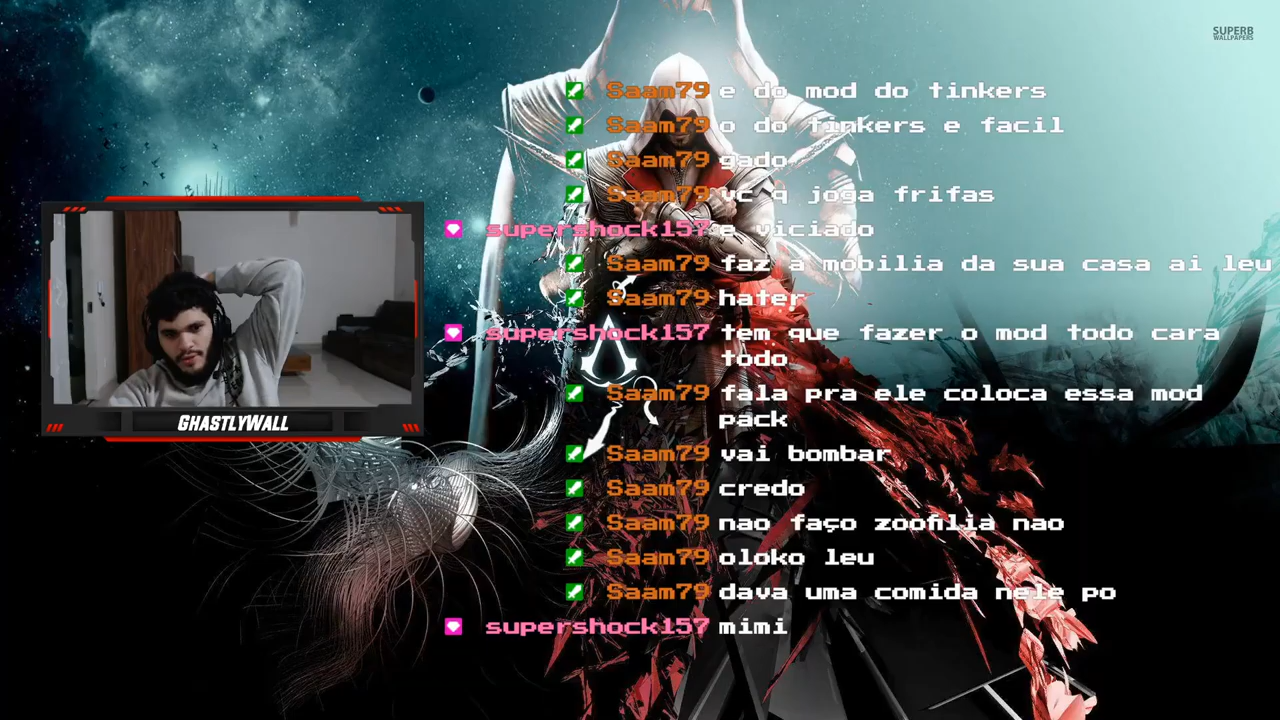 SUPERB
WALLPAPERS
Saam79 e do mod do tinkers
Saam79 o do tinkers e facil
Saam79 gado
Saam79 vc q joga frifas
supershock157 e viciado
Saam79 faz a mobilia da sua casa ai leu
Saam79 hater
supershock157 tem que fazer o mod todo cara
todo
Saam79 fala pra ele coloca essa mod
pack
GHASTLYWALL
Saam79 vai bombar
Saam79 credo
Saam79 nao faço zoofilia nao
Saam79 oloko leu
Saam79 dava uma comida nele po
supershock157 mimi